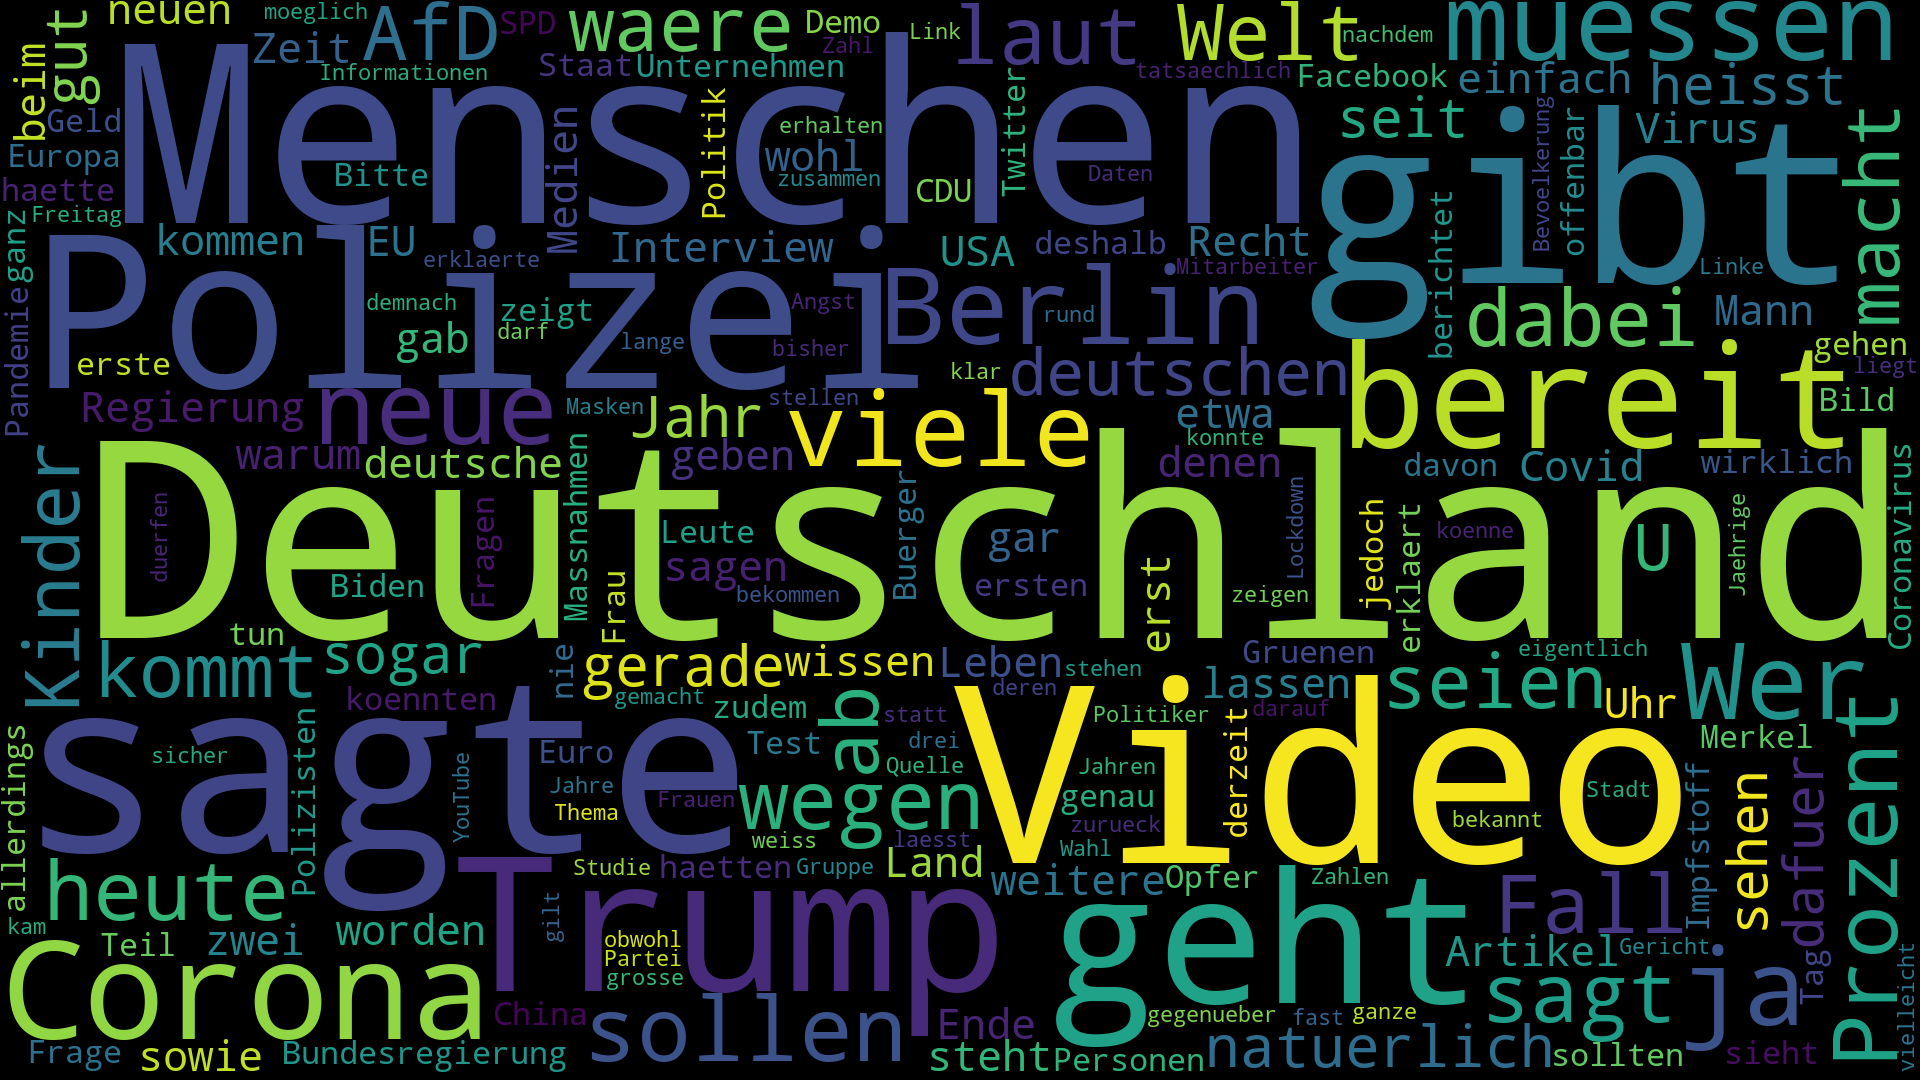 neuen
moeglich
AfD
SPD
waere
Demo
Link
laut
Welt
nachdem
muessen
gut
Zeit
Zahl
beim
Informationen
Staat
Unternehmen
tatsaechlich
Facebook
einfach
heisst
Geld
Menschen
Medien
Politik
erhalten
Twitter
seit
Bevoelkerung
offenbar
Virus
macht
Europa
Bitte
wohl
zusammen
CDU
Daten
gibt
haette
Freitag
ganz
kommen
EU
erklaerte
Interview
USA
deshalb
Recht
berichtet
Mitarbeiter
Linke
Pandemie
Polizei
demnach
zeigt
gab
darf
lange
Angst
bisher
Berlin
rund
dabei
Mann
gehen
liegt
erste
klar
deutschen
bereit
Bild
Regierung
neue
Masken
stellen
Jahr
viele
etwa
konnte
warum
deutsche
Massnahmen
geben
denen
davon
Covid
wirklich
Coronavirus
Kinder
Deutschland
duerfen
Fragen
Leute
Buerger
gar
Lockdown
jedoch
koenne
U
Jaehrige
sagen
Biden
Frau
bekommen
ersten
erst
zeigen
erklaert
tun
kommt
sogar
nie
gerade
wissen
Leben
stehen
Gruenen
eigentlich
seien
Wer
koennten
gemacht
zudem
deren
lassen
Uhr
Prozent
allerdings
sagte
sicher
Polizisten
YouTube
Euro
Test
ab
statt
drei
Politiker
darauf
derzeit
Video
Merkel
Jahre
Thema
Frauen
wegen
Quelle
Jahren
genau
Stadt
Impfstoff
sehen
dafuer
weiss
laesst
zurueck
bekannt
Wahl
heute
Studie
haetten
Gruppe
Land
weitere
Opfer
Zahlen
Fall
kam
Teil
zwei
worden
gilt
Trump
obwohl
Partei
grosse
geht
Artikel
Gericht
Tag
ja
vielleicht
Corona
China
sollen
Ende
gegenueber
fast
ganze
sagt
Frage
sowie
Bundesregierung
steht
Personen
natuerlich
sollten
sieht